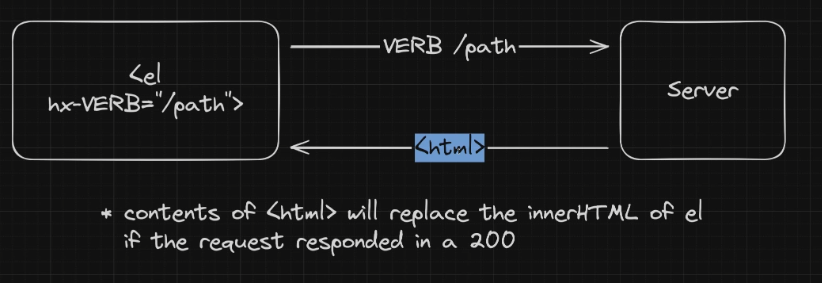 <el
hx-VERB="/path">
VERB /path
Server
<html>
* contents of <html> will replace the innerHTML of el
if the request responded in a 200